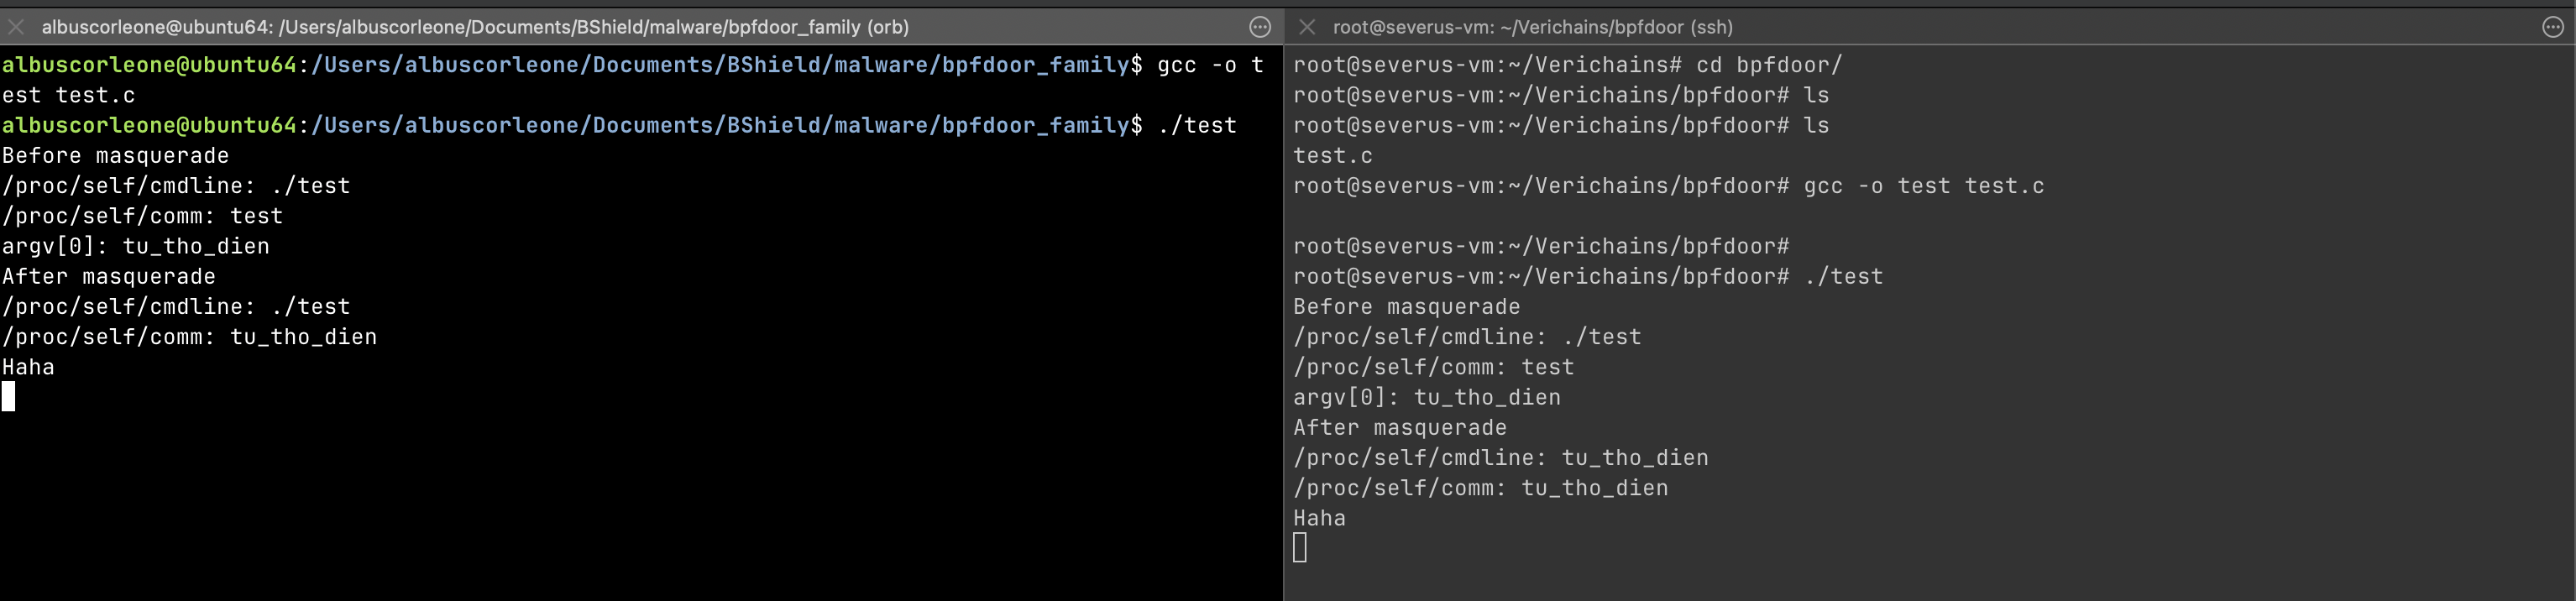 albuscorleone@ubuntu64: /Users/albuscorleone/Documents/BShield/malware/bpfdoor_family (orb)
albuscorleone@ubuntu64:/Users/albuscorleone/Documents/BShield/malware/bpfdoor_family$ gcc -o t
est test.c
albuscorleone@ubuntu64:/Users/albuscorleone/Documents/BShield/malware/bpfdoor_family$ ./test
Before masquerade
/proc/self/cmdline: ./test
/proc/self/comm: test
argv[0]: tu_tho_dien
After masquerade
/proc/self/cmdline: ./test
/proc/self/comm: tu_tho_dien
Haha
root@severus-vm: ~/Verichains/bpfdoor (ssh)
root@severus-vm:~/Verichains# cd bpfdoor/
root@severus-vm:~/Verichains/bpfdoor# ls
root@severus-vm:~/Verichains/bpfdoor# ls
test.c
root@severus-vm:~/Verichains/bpfdoor# gcc -o test test.c
root@severus-vm:~/Verichains/bpfdoor#
root@severus-vm:~/Verichains/bpfdoor# ./test
Before masquerade
/proc/self/cmdline: ./test
/proc/self/comm: test
argv[0]: tu_tho_dien
After masquerade
/proc/self/cmdline: tu_tho_dien
/proc/self/comm: tu_tho_dien
Haha